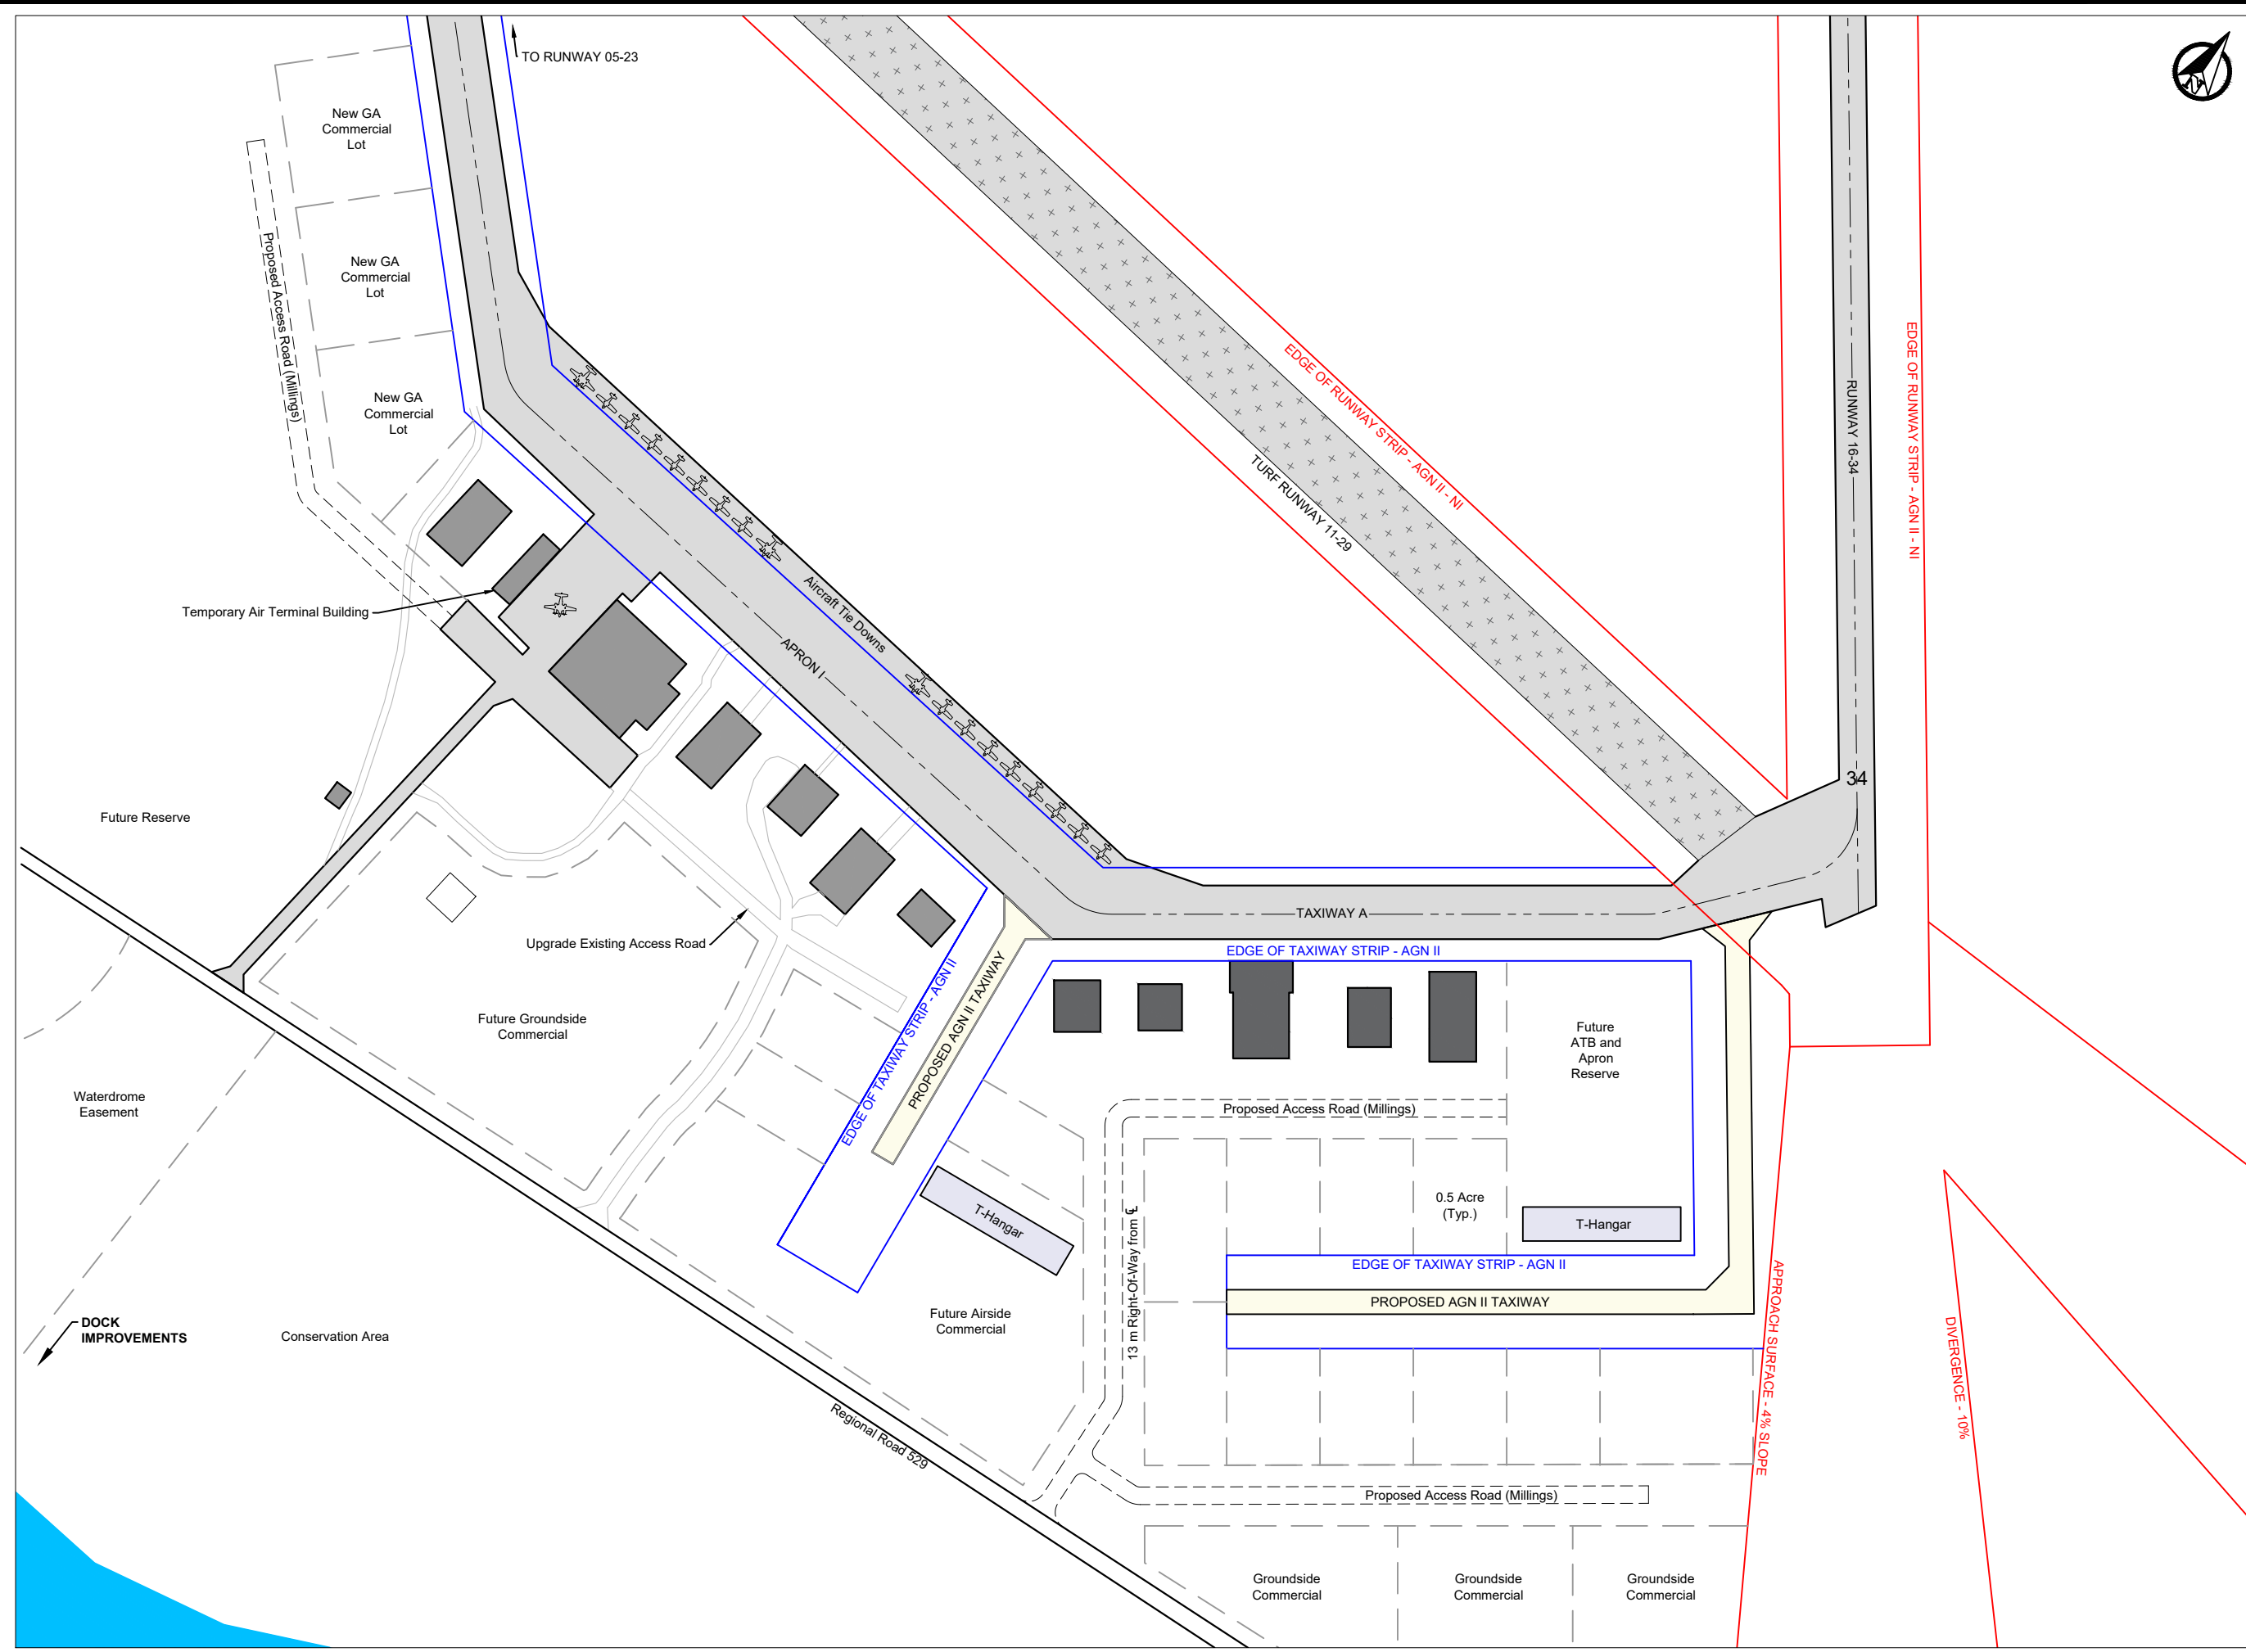 TO RUNWAY 05-23
N
New GA
Commercial
Lot
New GA
Commercial
Lot
New GA
Commercial
Lot
Proposed Access Road (Millings)
EDGE OF RUNWAY STRIP - AGN II - NI
TURF RUNWAY 11-29
RUNWAY 16-34
EDGE OF RUNWAY STRIP - AGN II - NI
Temporary Air Terminal Building
Aircraft Tie Downs
APRON I
34
Future Reserve
TAXIWAY A
Upgrade Existing Access Road
EDGE OF TAXIWAY STRIP - AGN II
EDGE OF TAXIWAY STRIP - AGN II
PROPOSED AGN II TAXIWAY
Future Groundside
Commercial
Future
ATB and
Apron
Reserve
Waterdrome
Easement
Proposed Access Road (Millings)
0.5 Acre
(Typ.)
T-Hangar
T-Hangar
13 m Right-Of-Way from ℄
EDGE OF TAXIWAY STRIP - AGN II
PROPOSED AGN II TAXIWAY
Future Airside
Commercial
DOCK
IMPROVEMENTS
Conservation Area
APPROACH SURFACE - 4% SLOPE
DIVERGENCE - 10%
Regional Road 529
Proposed Access Road (Millings)
Groundside
Commercial
Groundside
Commercial
Groundside
Commercial